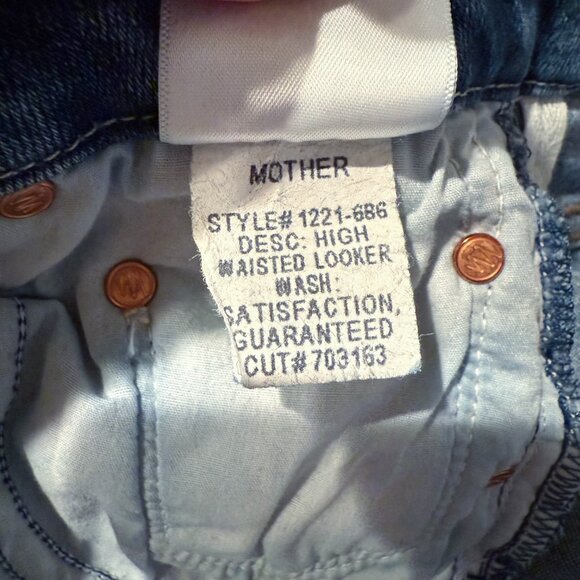 MOTHER
STYLE# 1221-686
DESC: HIGH
WAISTED LOOKER
WASH:
SATISFACTION,
GUARANTEED
CUT# 703163